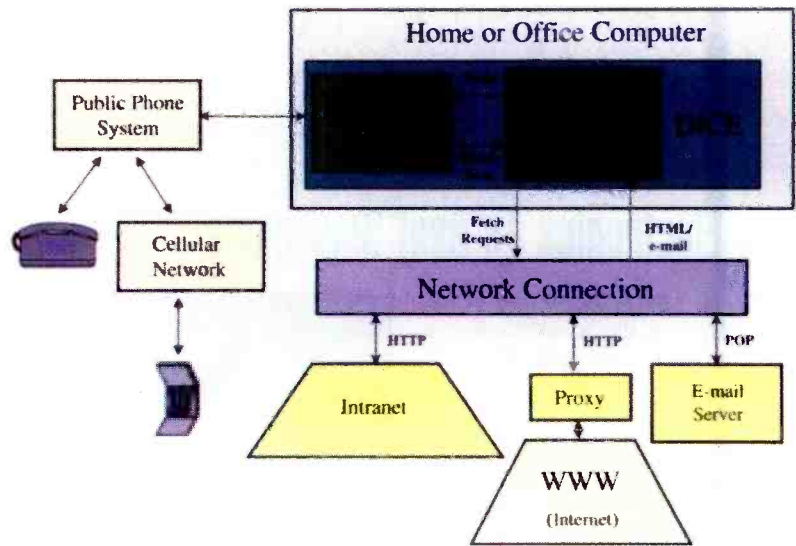 Home or Office Computer
Public Phone
System
DICE
Fetch
Requests
HTML/
e-mail
Cellular
Network
Network Connection
HTTP
HTTP
POP
Intranet
Proxy
E-mail
Server
WWW
(Internet)